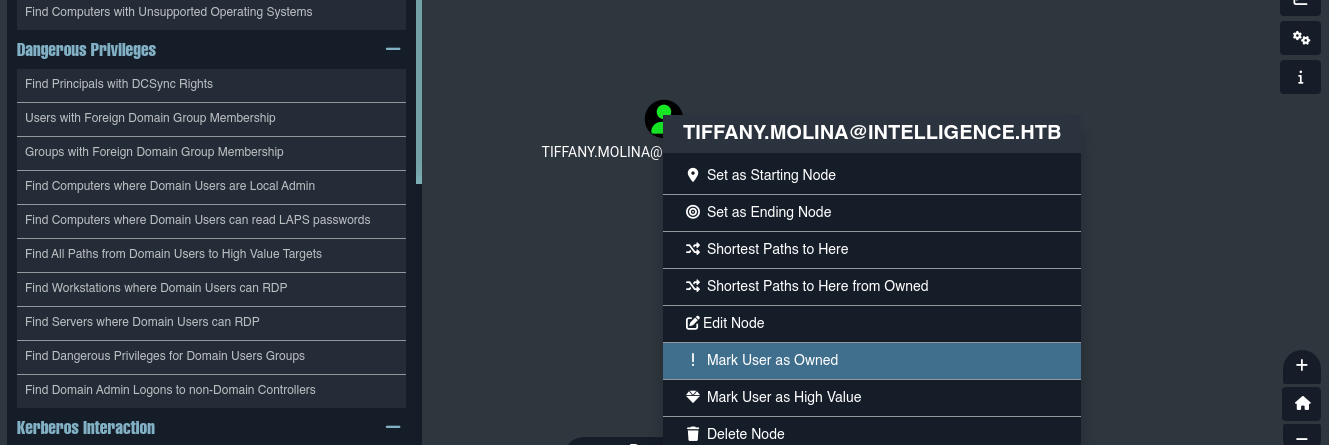 Find Computers with Unsupported Operating Systems
Dangerous Privileges
Find Principals with DCSync Rights
Users with Foreign Domain Group Membership
Groups with Foreign Domain Group Membership
Find Computers where Domain Users are Local Admin
Find Computers where Domain Users can read LAPS passwords
Find All Paths from Domain Users to High Value Targets
Find Workstations where Domain Users can RDP
Find Servers where Domain Users can RDP
Find Dangerous Privileges for Domain Users Groups
Find Domain Admin Logons to non-Domain Controllers
Kerberos Interaction
TIFFANY.MOLINA@
TIFFANY.MOLINA@INTELLIGENCE.HTB
Set as Starting Node
Set as Ending Node
Shortest Paths to Here
Shortest Paths to Here from Owned
Edit Node
Mark User as Owned
Mark User as High Value
Delete Node